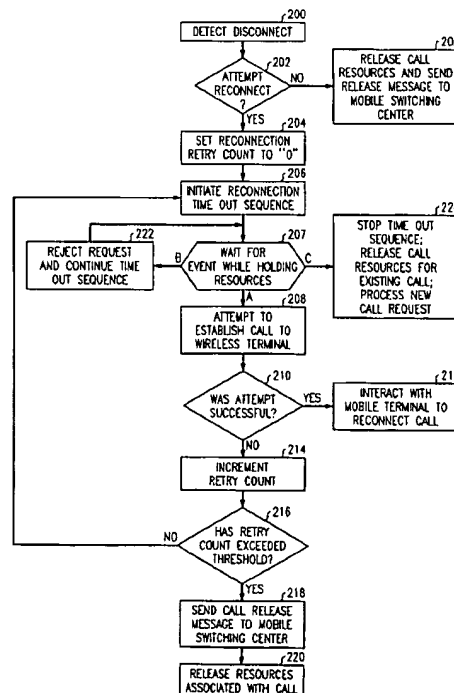 200
DETECT DISCONNECT
202
ATTEMPT
RECONNECT
?
NO
YES
RELEASE CALL
RESOURCES AND SEND
RELEASE MESSAGE TO
MOBILE SWITCHING
CENTER
204
SET RECONNECTION
RETRY COUNT TO "0"
206
INITIATE RECONNECTION
TIME OUT SEQUENCE
222
REJECT REQUEST
AND CONTINUE TIME
OUT SEQUENCE
B
207
WAIT FOR
EVENT WHILE HOLDING
RESOURCES
C
A
STOP TIME OUT
SEQUENCE;
RELEASE CALL
RESOURCES FOR
EXISTING CALL;
PROCESS NEW
CALL REQUEST
208
ATTEMPT TO
ESTABLISH CALL TO
WIRELESS TERMINAL
210
WAS ATTEMPT
SUCCESSFUL?
YES
NO
INTERACT WITH
MOBILE TERMINAL TO
RECONNECT CALL
214
INCREMENT
RETRY COUNT
216
HAS RETRY
COUNT EXCEEDED
THRESHOLD?
NO
YES
218
SEND CALL RELEASE
MESSAGE TO MOBILE
SWITCHING CENTER
220
RELEASE RESOURCES
ASSOCIATED WITH CALL